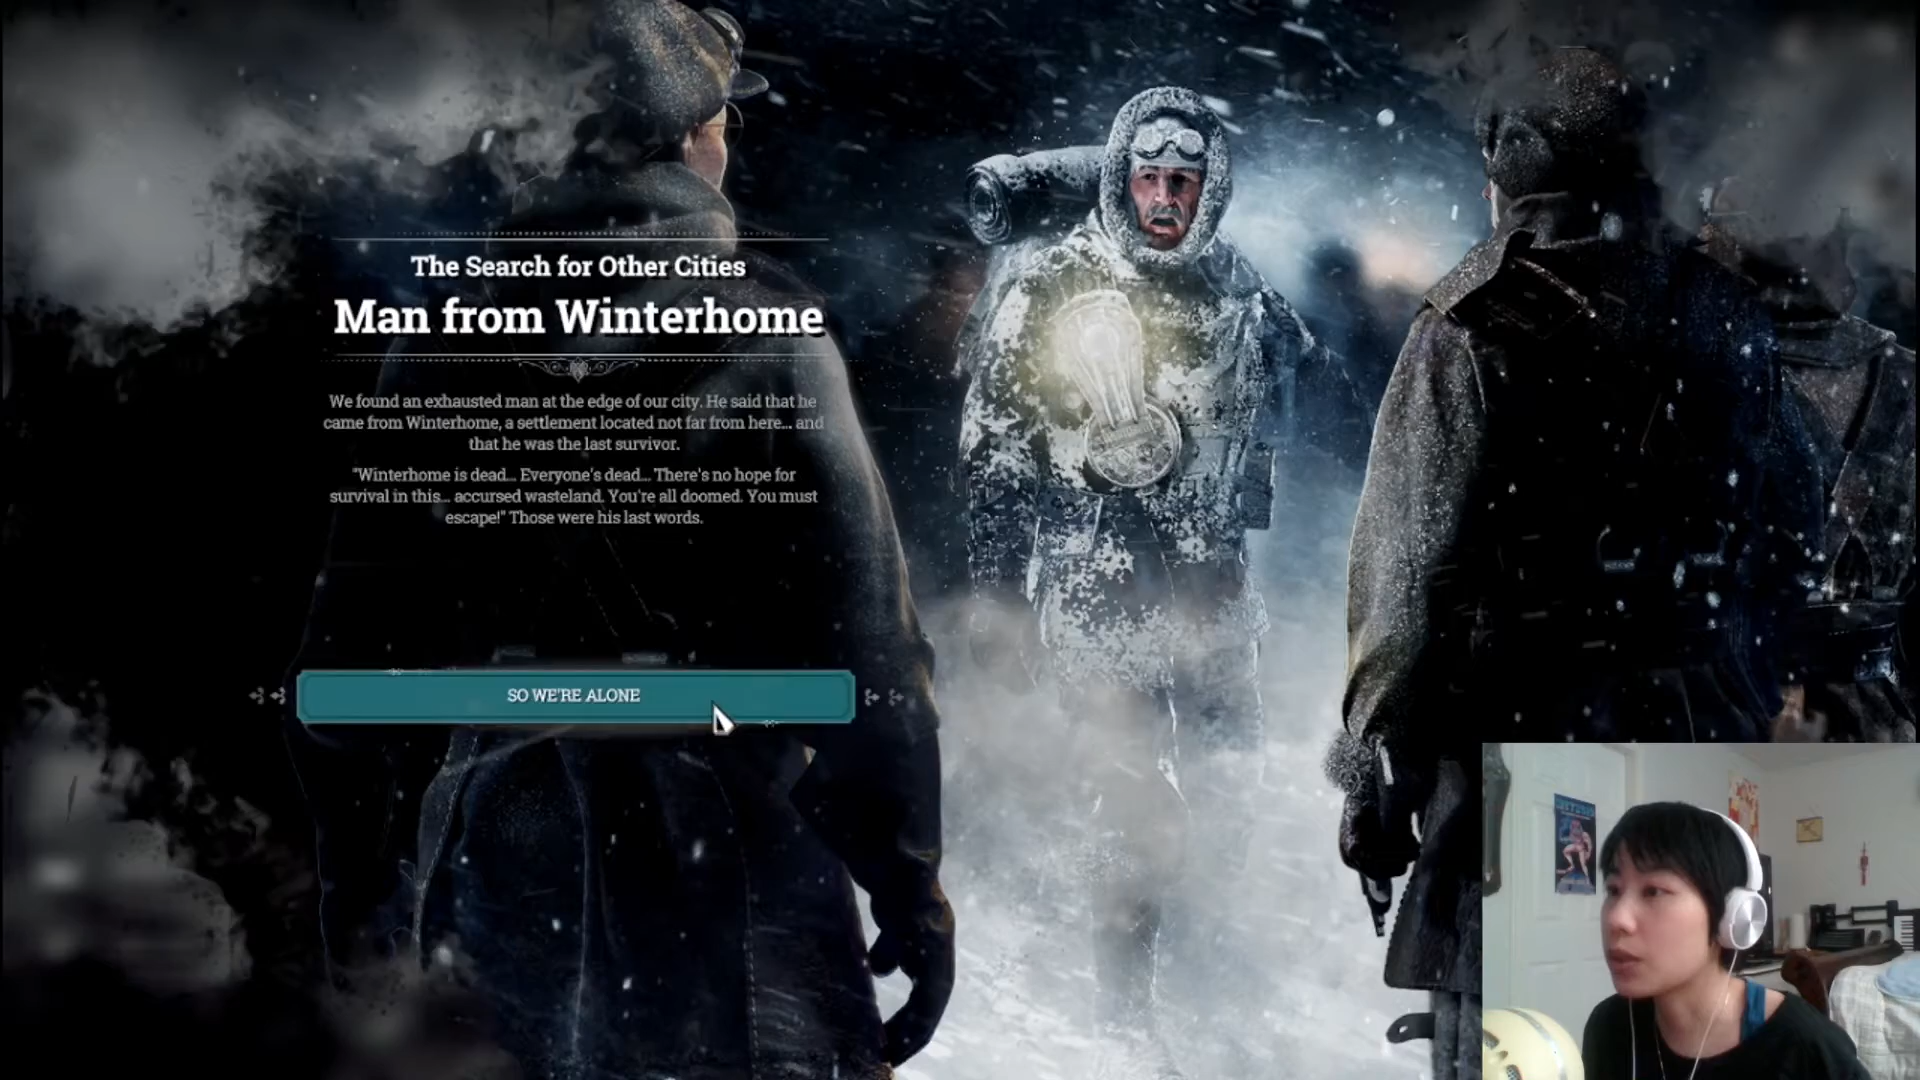 The Search for Other Cities
Man from Winterhome
We found an exhausted man at the edge of our city. He said that he
came from Winterhome, a settlement located not far from here... and
that he was the last survivor.
"Winterhome is dead... Everyone's dead... There's no hope for
survival in this... accursed wasteland. You're all doomed. You must
escape!" Those were his last words.
SO WE'RE ALONE